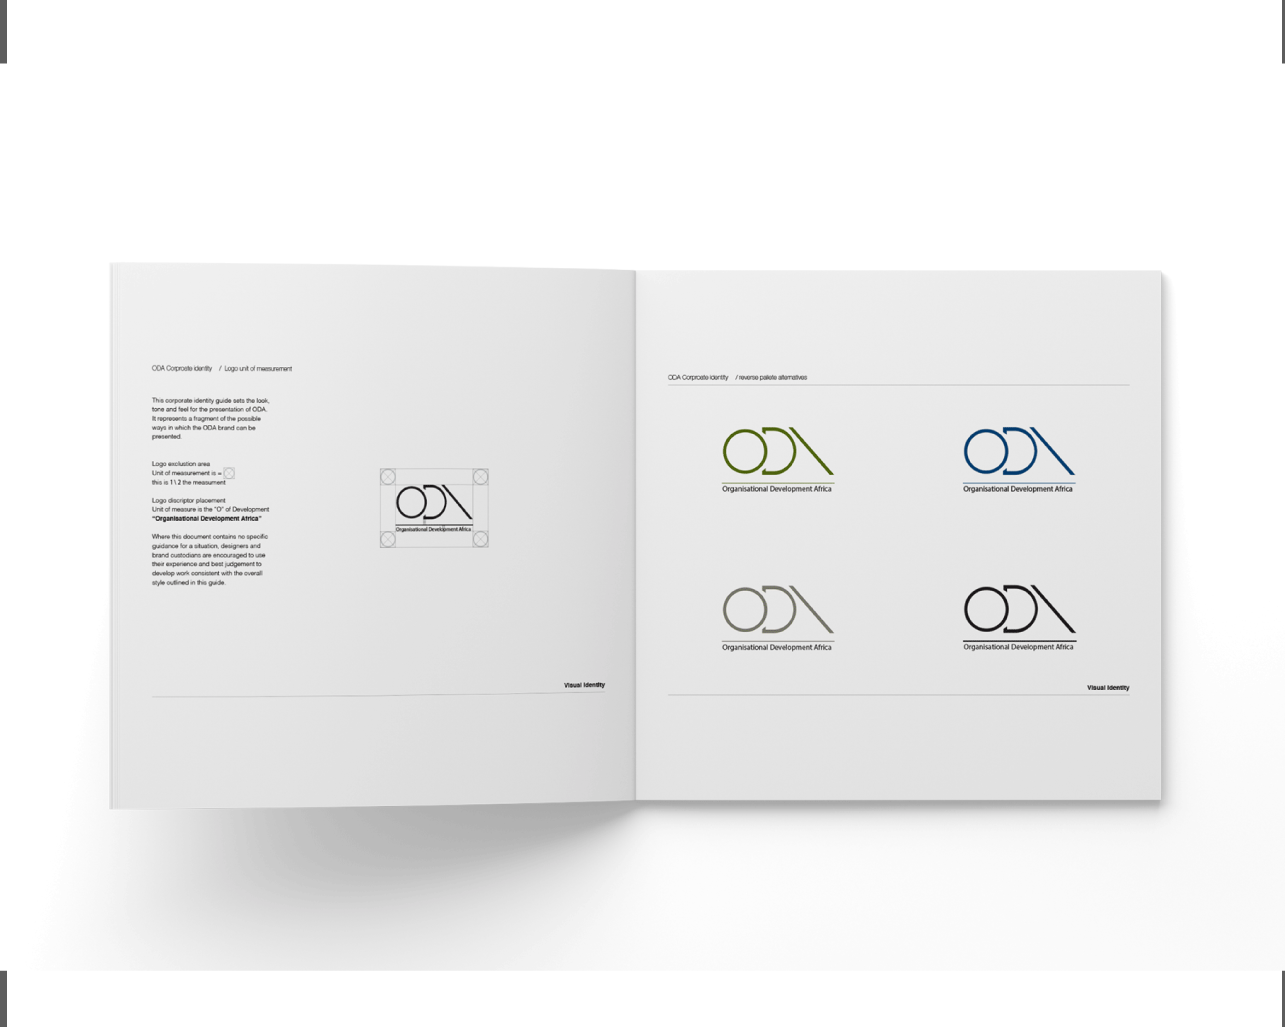 ODA Corproate identity / Logo unit of measurement
This corporate identity guide sets the look,
tone and feel for the presentation of ODA.
It represents a fragment of the possible
ways in which the ODA brand can be
presented.
Logo exclustion area
Unit of measurement is =
this is 1\2 the measument
Logo discriptor placement
Unit of measure is the "O" of Development
"Organisational Development Africa"
Where this document contains no specific
guidance for a situation, designers and
brand custodians are encouraged to use
their experience and best judgement to
develop work consistent with the overall
style outlined in this guide.
ODA
Organisational Development Africa
Visual Identity
ODA Corproate identity / reverse pallete alternatives
ODA
Organisational Development Africa
ODA
Organisational Development Africa
ODA
Organisational Development Africa
ODA
Organisational Development Africa
Visual Identity